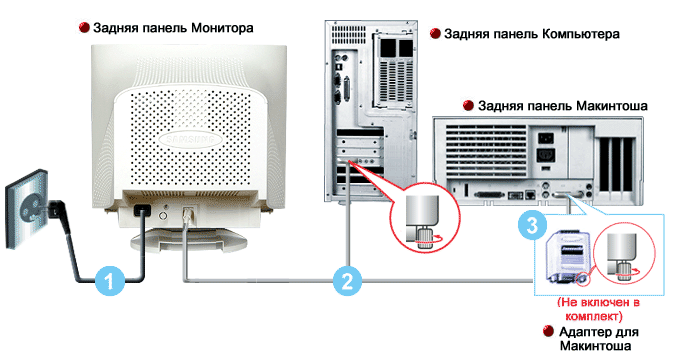 Задняя панель Монитора
Задняя панель Компьютера
Задняя панель Макинтоша
1
2
3
(Не включен в
комплект)
Адаптер для
Макинтоша